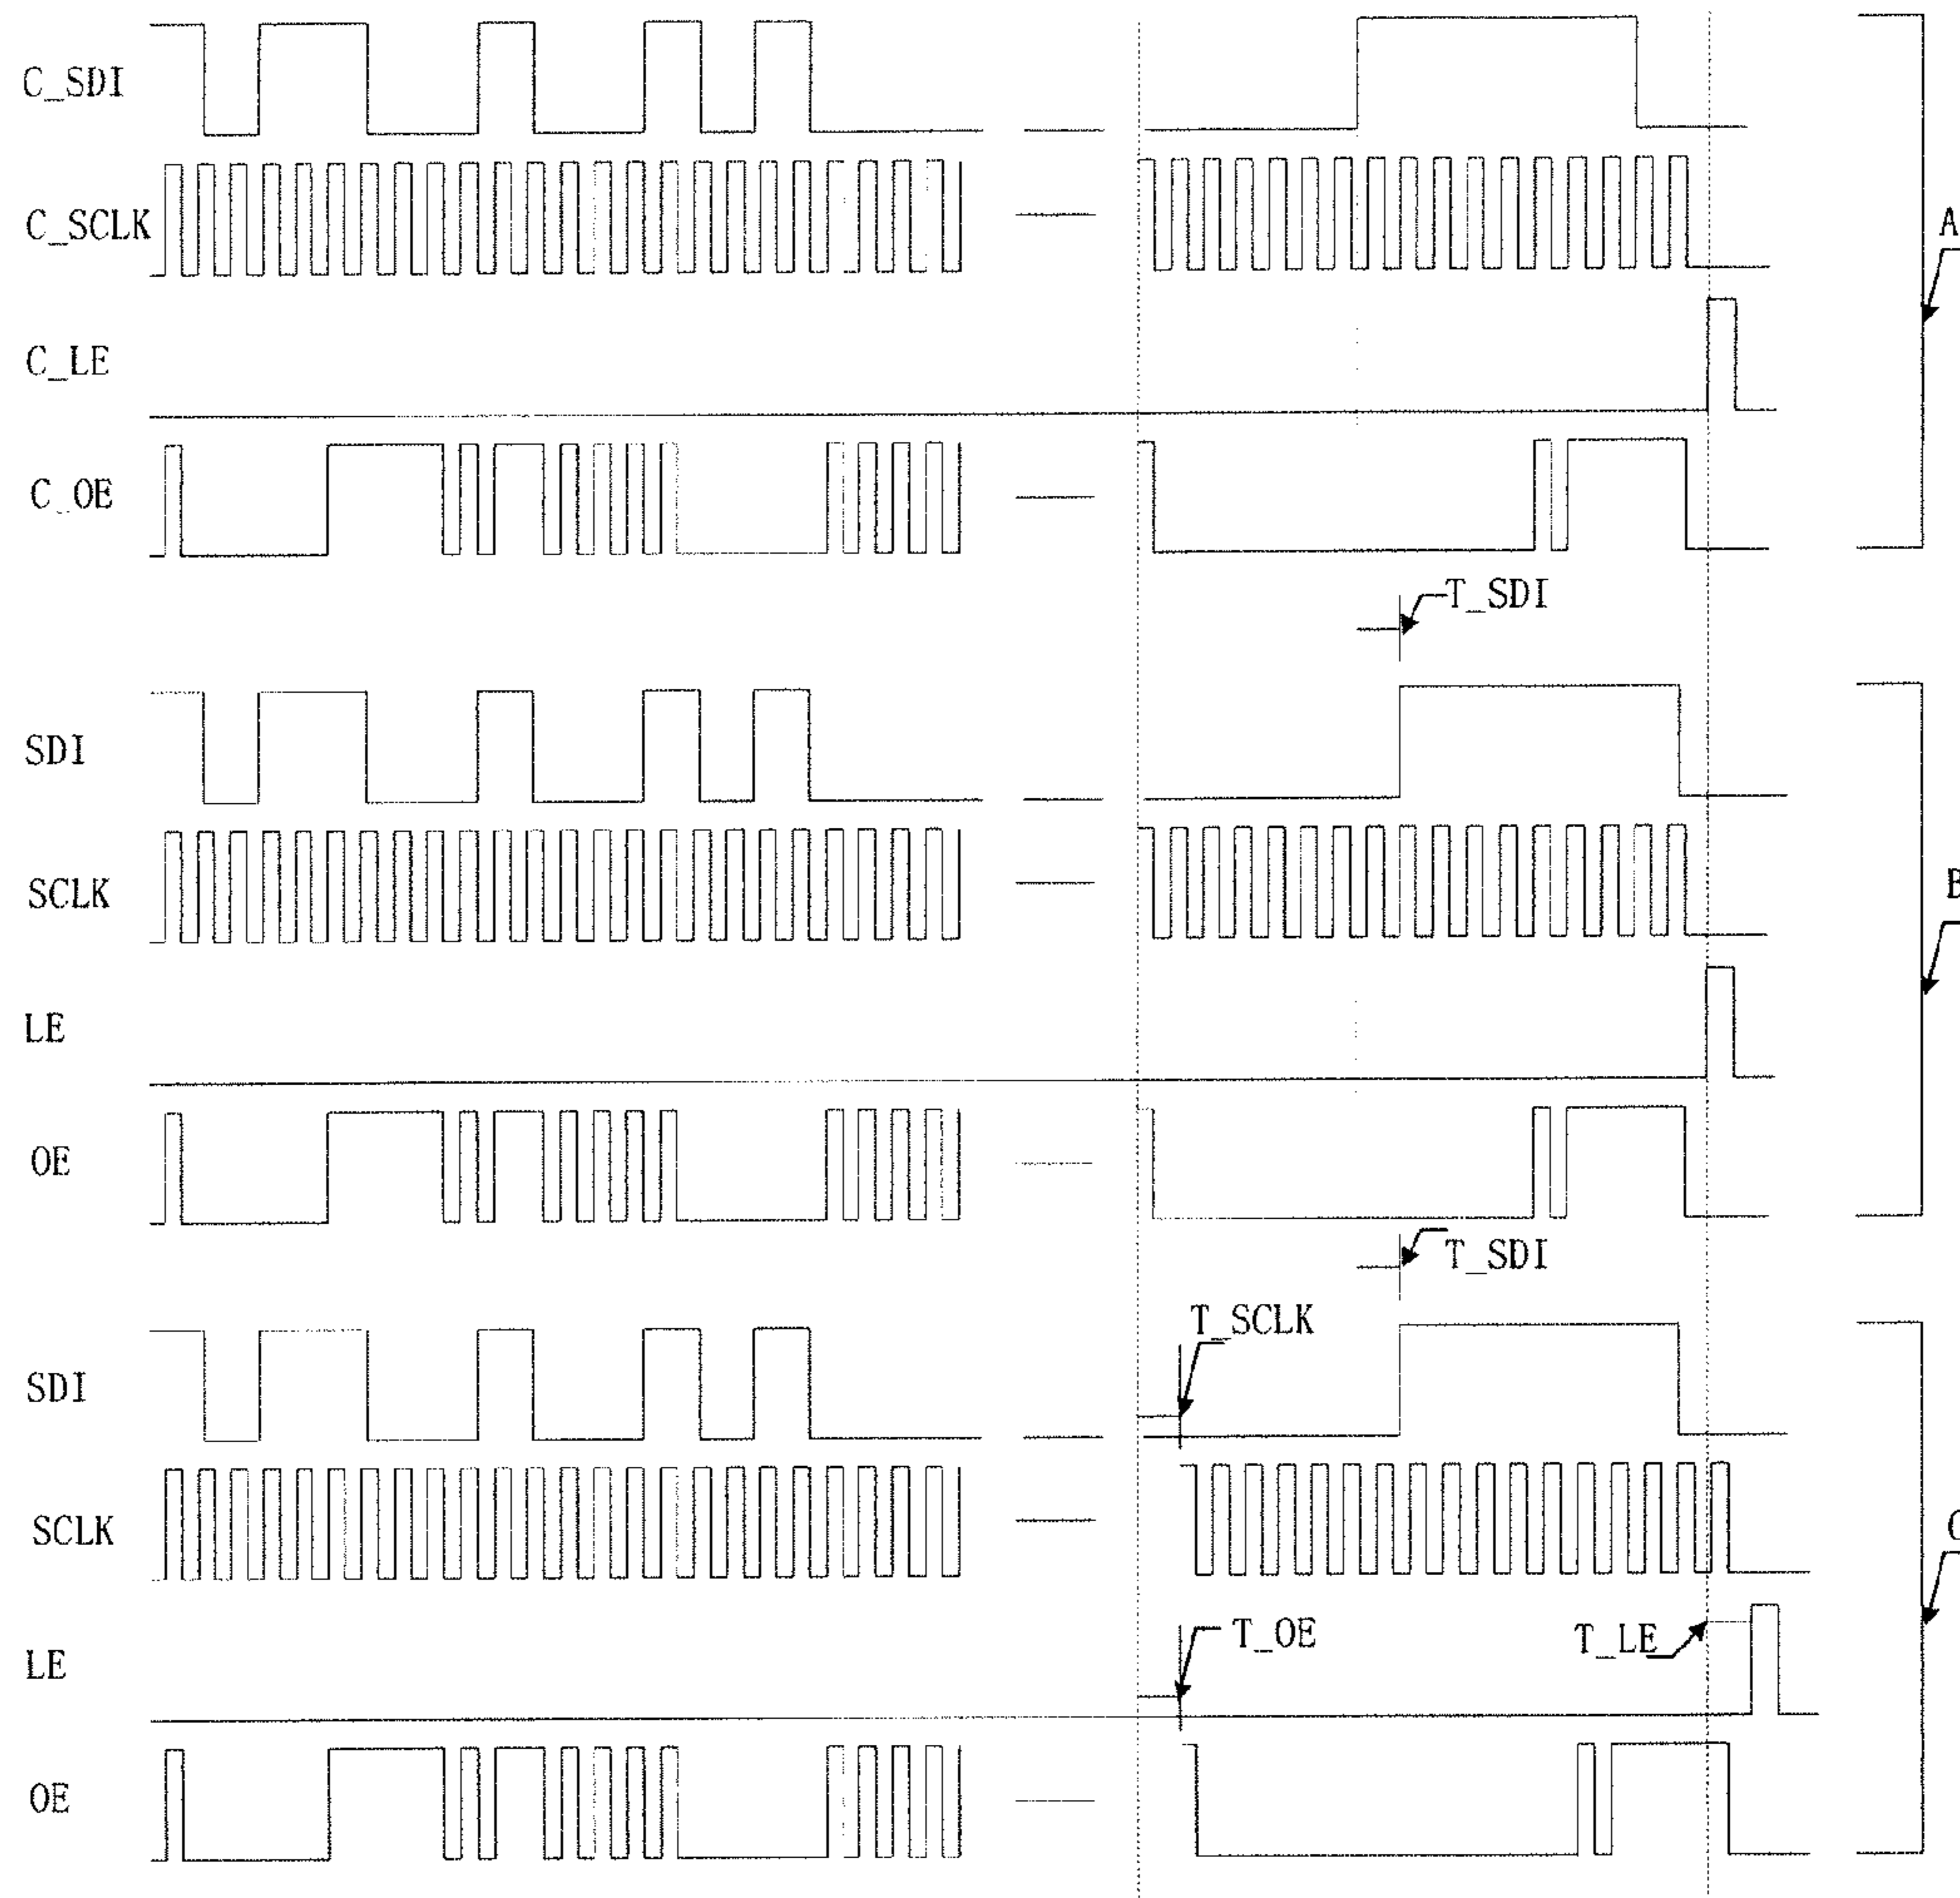 C_SDI
C_SCLK
A
C_LE
C_OE
T_SDI
SDI
SCLK
B
LE
OE
T_SDI
T_SCLK
SDI
SCLK
C
T_OE
T_LE
LE
OE